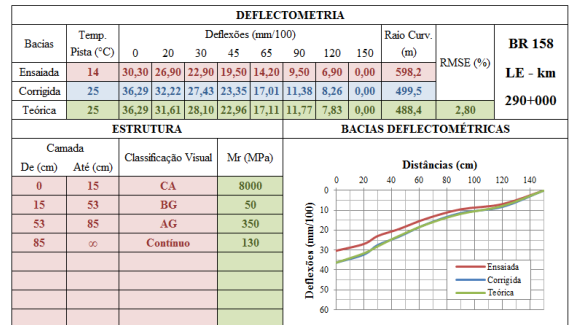 DEFLECTOMETRIA
Bacias Temp. Pista (°C) Deflexões (mm/100) Raio Curv. (m) RMSE (%) BR 158 LE - km 290+000
0 20 30 45 65 90 120 150
Ensaiada 14 30,30 26,90 22,90 19,50 14,20 9,50 6,90 0,00 598,2
Corrigida 25 36,29 32,22 27,43 23,35 17,01 11,38 8,26 0,00 499,5
Teórica 25 36,29 31,61 28,10 22,96 17,11 11,77 7,83 0,00 488,4 2,80
ESTRUTURA BACIAS DEFLECTOMÉTRICAS
Camada Classificação Visual Mr (MPa)
De (cm) Até (cm)
0 15 CA 8000
15 53 BG 50
53 85 AG 350
85 ∞ Contínuo 130
Distâncias (cm)
0 20 40 60 80 100 120 140
Deflexões (mm/100)
0
10
20
30
40
50
60
Ensaiada
Corrigida
Teórica